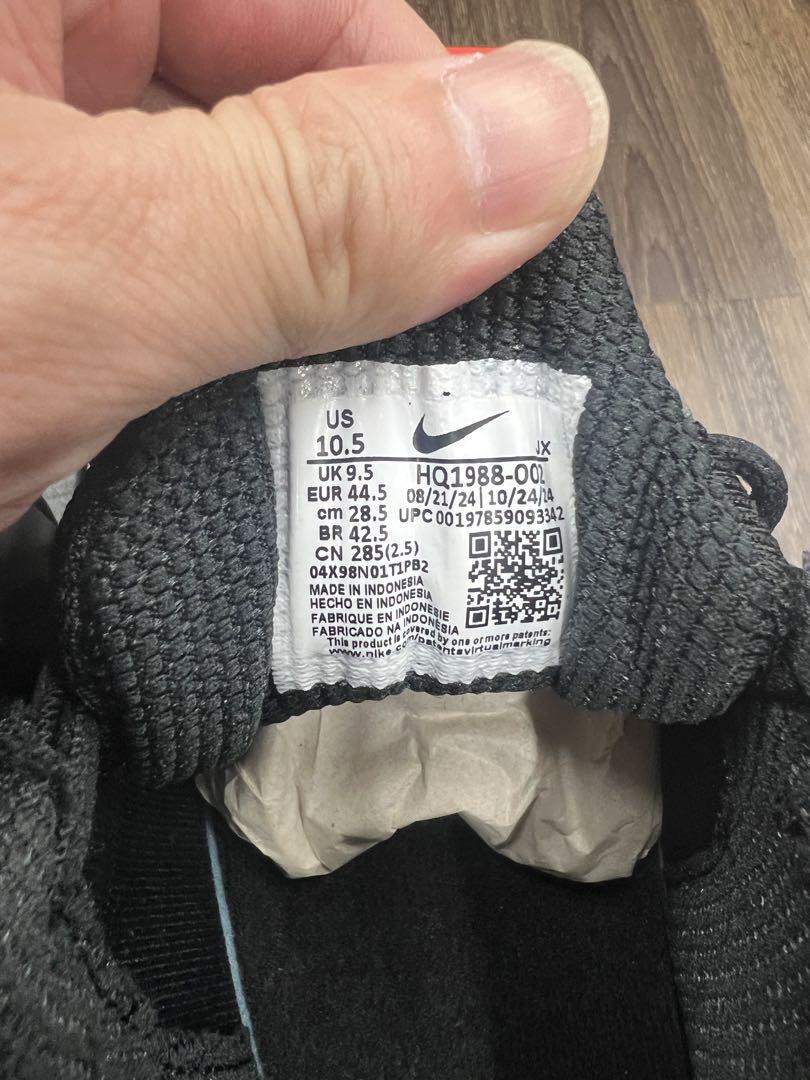 US
10.5
JX
UK 9.5
HQ1988-002
EUR 44.5
08/21/24 | 10/24/24
cm 28.5
UPC 00197859093342
BR 42.5
CN 285(2.5)
04X98N01T1PB2
MADE IN INDONESIA
HECHO EN INDONESIA
FABRIQUE EN INDONESIE
FABRICADO NA INDONESIA
This product is covered by one or more patents:
www.nike.com/patentsvirtualmarking